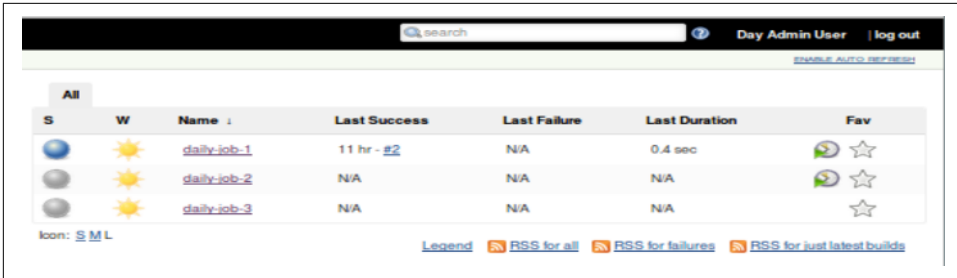 search Day Admin User | log out
ENABLE AUTO REFRESH
All
S W Name ↓ Last Success Last Failure Last Duration Fav
daily-job-1 11 hr - #2 N/A 0.4 sec
daily-job-2 N/A N/A N/A
daily-job-3 N/A N/A N/A
Icon: S M L
Legend RSS for all RSS for failures RSS for just latest builds